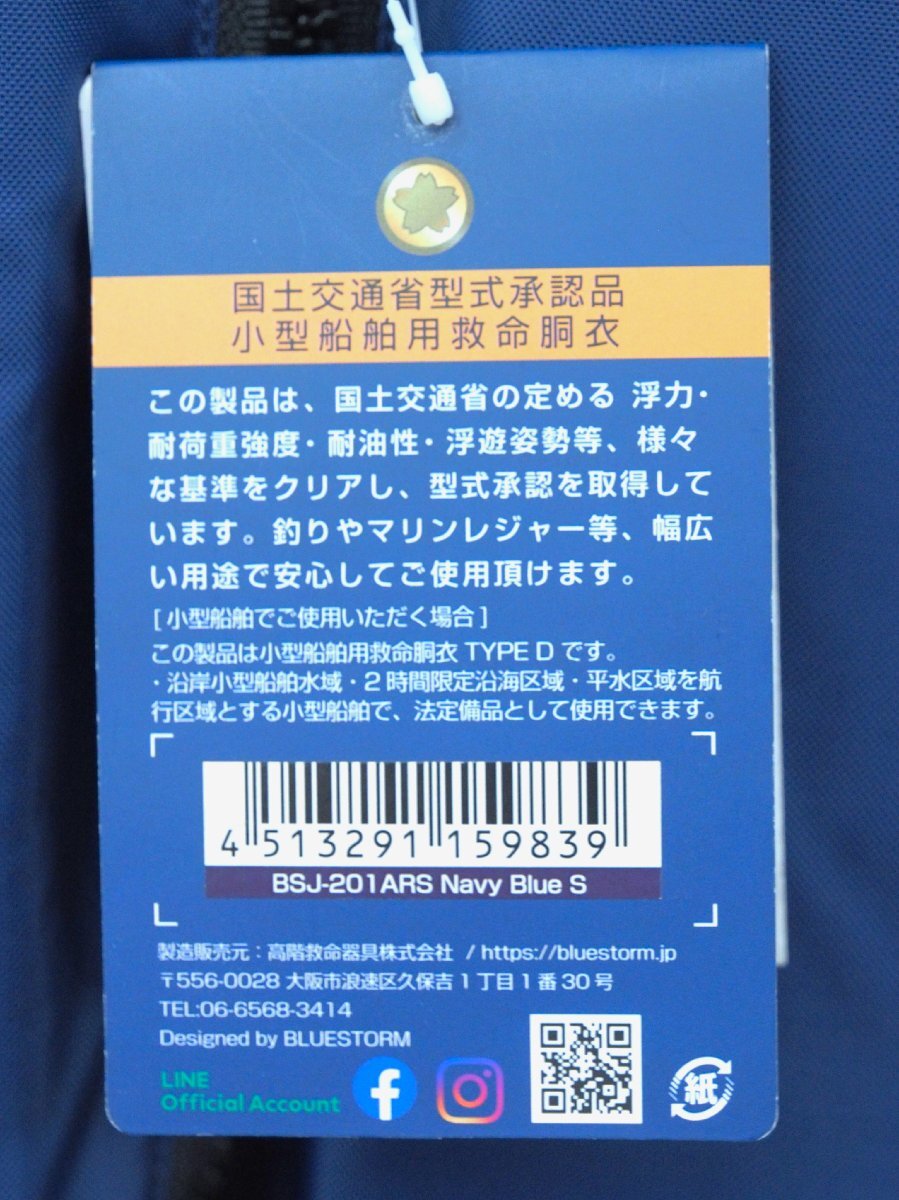 国土交通省型式承認品
小型船舶用救命胴衣
この製品は、国土交通省の定める 浮力・
耐荷重強度・耐油性・浮遊姿勢等、様々
な基準をクリアし、型式承認を取得して
います。釣りやマリンレジャー等、幅広
い用途で安心してご使用頂けます。
[ 小型船舶でご使用いただく場合 ]
この製品は小型船舶用救命胴衣 TYPE D です。
・沿岸小型船舶水域・2時間限定沿海区域・平水区域を航
行区域とする小型船舶で、法定備品として使用できます。
4 513291 159839
BSJ-201ARS Navy Blue S
製造販売元：高階救命器具株式会社 / https://bluestorm.jp
〒556-0028 大阪市浪速区久保吉1丁目1番30号
TEL:06-6568-3414
Designed by BLUESTORM
LINE
Official Account
紙